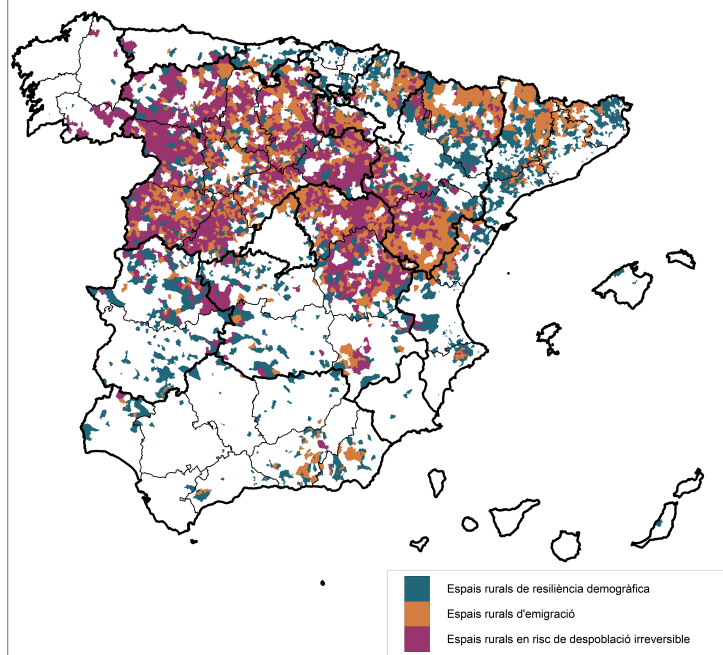 Espais rurals de resiliència demogràfica
Espais rurals d'emigració
Espais rurals en risc de despoblació irreversible